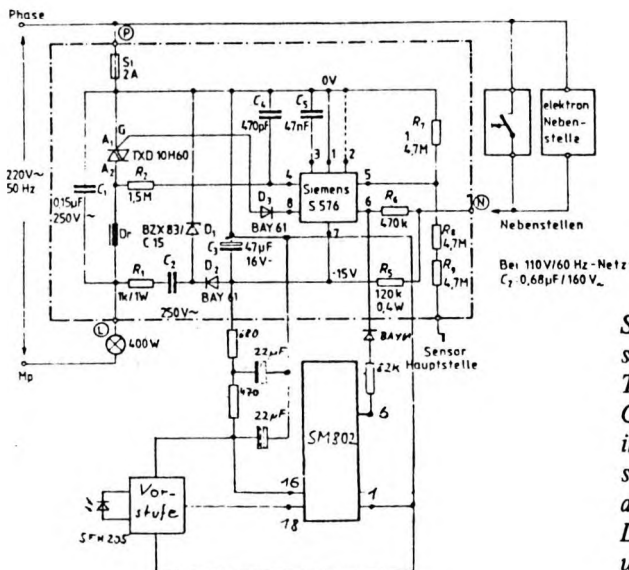 Phase
P
S1
2A
0V
C4
470pF
C5
47nF
G
A1
A2
TXD 10H60
R2
1,5M
C1
0,15µF
250V~
220V~
50 Hz
3
1
2
4
5
8
6
7
Siemens
S 576
D3
BAY 61
R7
1
4,7M
R6
470k
N
Nebenstellen
elektron
Neben-
stelle
R8
4,7M
R9
4,7M
Bei 110V/60 Hz-Netz
C2=0,68µF/160V~
Dr
BZX 83/
C 15
D1
C3
47µF
16V-
-15V
R5
120k
0,4W
R1
1k/1W
C2
250V~
D2
BAY 61
L
400W
Mp
Sensor
Hauptstelle
BAY61
680
22µF
470
22µF
62k
6
SM802
16
18
1
Vor-
stufe
SFH205